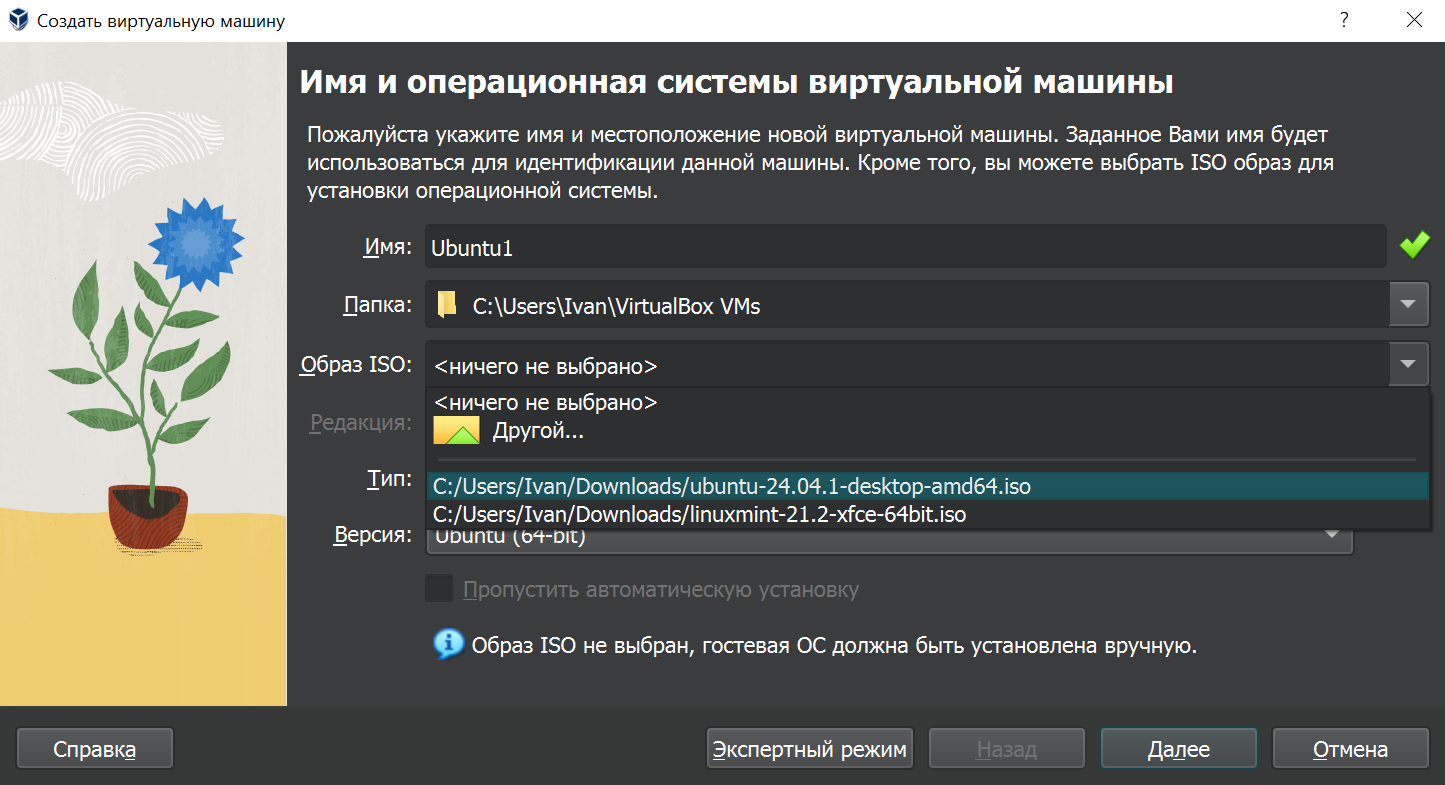 Создать виртуальную машину
?
Имя и операционная системы виртуальной машины
Пожалуйста укажите имя и местоположение новой виртуальной машины. Заданное Вами имя будет
использоваться для идентификации данной машины. Кроме того, вы можете выбрать ISO образ для
установки операционной системы.
Имя: Ubuntu1
Папка: C:\Users\Ivan\VirtualBox VMs
Образ ISO: <ничего не выбрано>
<ничего не выбрано>
Редакция: Другой...
Тип: C:/Users/Ivan/Downloads/ubuntu-24.04.1-desktop-amd64.iso
C:/Users/Ivan/Downloads/linuxmint-21.2-xfce-64bit.iso
Версия: Ubuntu (64-bit)
Пропустить автоматическую установку
Образ ISO не выбран, гостевая ОС должна быть установлена вручную.
Справка Экспертный режим Назад Далее Отмена